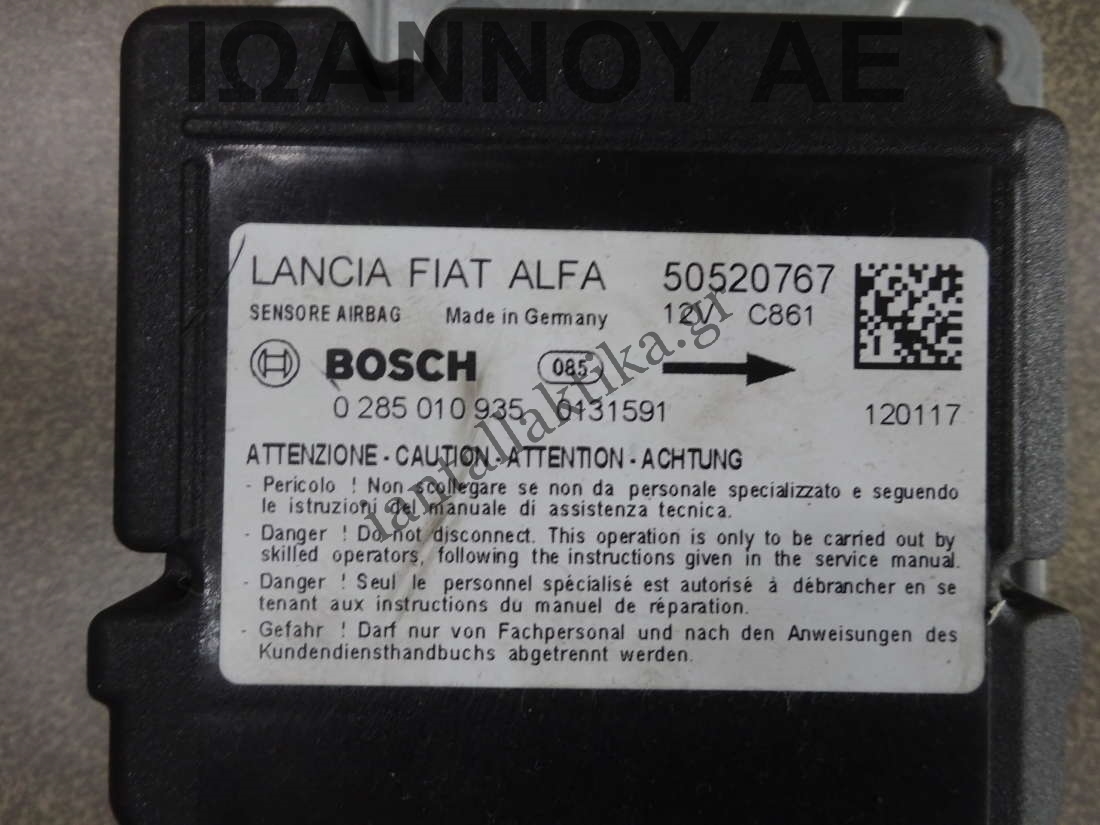 ΙΩΑΝΝΟΥ ΑΕ
LANCIA FIAT ALFA 50520767
SENSORE AIRBAG Made in Germany 12V C861
BOSCH 085
0 285 010 935 0131591 120117
ATTENZIONE - CAUTION - ATTENTION - ACHTUNG
- Pericolo ! Non scollegare se non da personale specializzato e seguendo
le istruzioni del manuale di assistenza tecnica.
- Danger ! Do not disconnect. This operation is only to be carried out by
skilled operators, following the instructions given in the service manual.
- Danger ! Seul le personnel spécialisé est autorisé à débrancher en se
tenant aux instructions du manuel de réparation.
- Gefahr ! Darf nur von Fachpersonal und nach den Anweisungen des
Kundendiensthandbuchs abgetrennt werden.
iantallaktika.gr